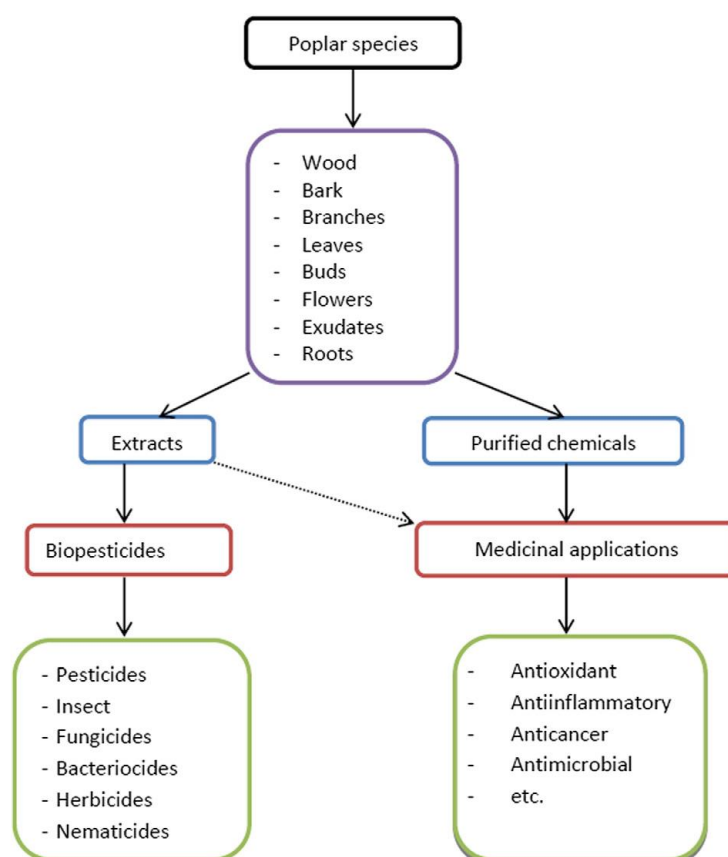 Poplar species
- Wood
- Bark
- Branches
- Leaves
- Buds
- Flowers
- Exudates
- Roots
Extracts
Purified chemicals
Biopesticides
Medicinal applications
- Pesticides
- Insect
- Fungicides
- Bacteriocides
- Herbicides
- Nematicides
- Antioxidant
- Antiinflammatory
- Anticancer
- Antimicrobial
- etc.